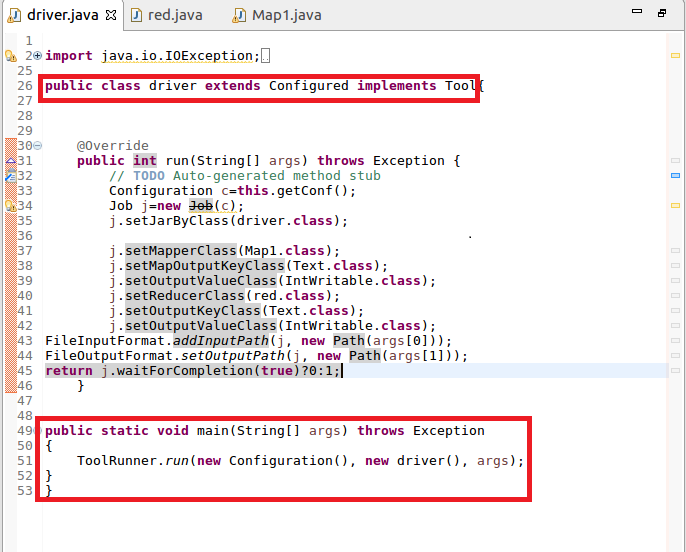 driver.java red.java Map1.java
1
2 import java.io.IOException;
25
26 public class driver extends Configured implements Tool{
27
28
29
30 @Override
31 public int run(String[] args) throws Exception {
32 // TODO Auto-generated method stub
33 Configuration c=this.getConf();
34 Job j=new Job(c);
35 j.setJarByClass(driver.class);
36
37 j.setMapperClass(Map1.class);
38 j.setMapOutputKeyClass(Text.class);
39 j.setOutputValueClass(IntWritable.class);
40 j.setReducerClass(red.class);
41 j.setOutputKeyClass(Text.class);
42 j.setOutputValueClass(IntWritable.class);
43 FileInputFormat.addInputPath(j, new Path(args[0]));
44 FileOutputFormat.setOutputPath(j, new Path(args[1]));
45 return j.waitForCompletion(true)?0:1;
46 }
47
48
49 public static void main(String[] args) throws Exception
50 {
51 ToolRunner.run(new Configuration(), new driver(), args);
52 }
53 }